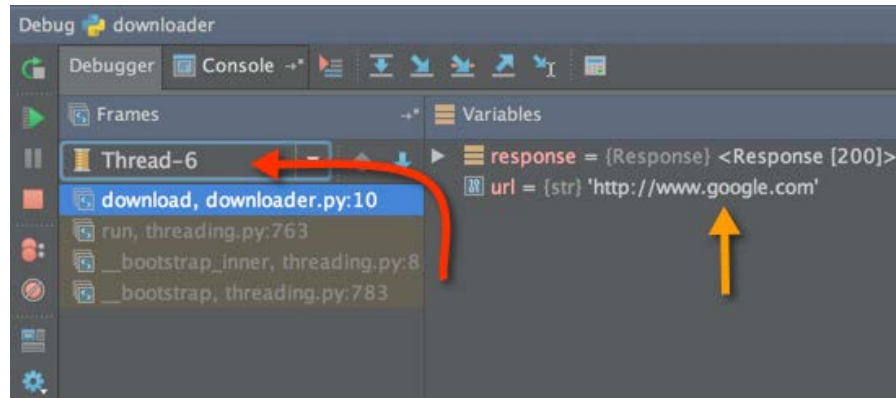 Debug downloader
Debugger Console
Frames
Variables
Thread-6
response = {Response} <Response [200]>
url = {str} 'http://www.google.com'
download, downloader.py:10
run, threading.py:763
__bootstrap_inner, threading.py:8
__bootstrap, threading.py:783